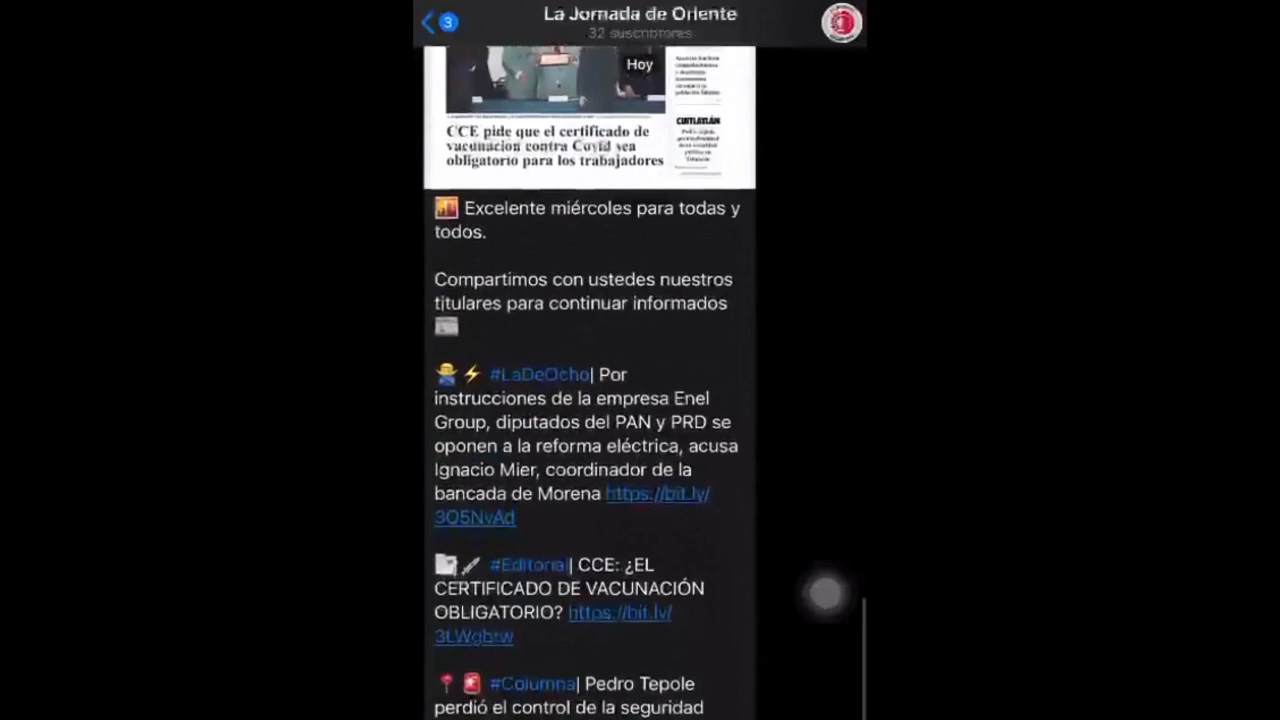 3
La Jornada de Oriente
32 suscriptores
Hoy
CUITLATLÁN
CCE pide que el certificado de
vacunación contra Covid sea
obligatorio para los trabajadores
Excelente miércoles para todas y
todos.
Compartimos con ustedes nuestros
titulares para continuar informados
#LaDeOcho| Por
instrucciones de la empresa Enel
Group, diputados del PAN y PRD se
oponen a la reforma eléctrica, acusa
Ignacio Mier, coordinador de la
bancada de Morena https://bit.ly/
3O5NvAd
#Editorial| CCE: ¿EL
CERTIFICADO DE VACUNACIÓN
OBLIGATORIO? https://bit.ly/
3LWgbtw
#Columna| Pedro Tepole
perdió el control de la seguridad